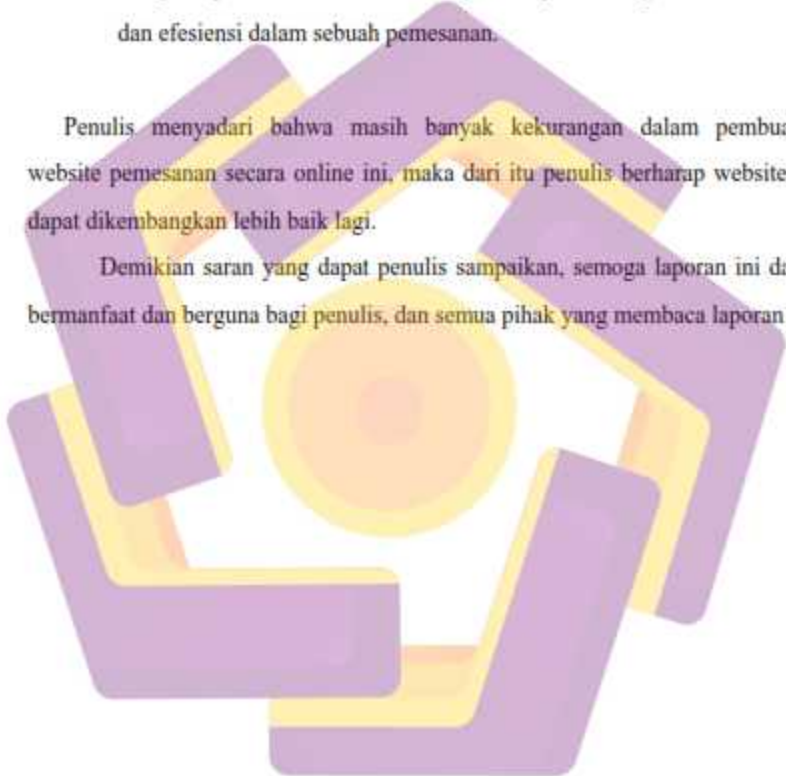 dan efesiensi dalam sebuah pemesanan.
Penulis menyadari bahwa masih banyak kekurangan dalam pembua
website pemesanan secara online ini, maka dari itu penulis berharap website
dapat dikembangkan lebih baik lagi.
Demikian saran yang dapat penulis sampaikan, semoga laporan ini da
bermanfaat dan berguna bagi penulis, dan semua pihak yang membaca laporan